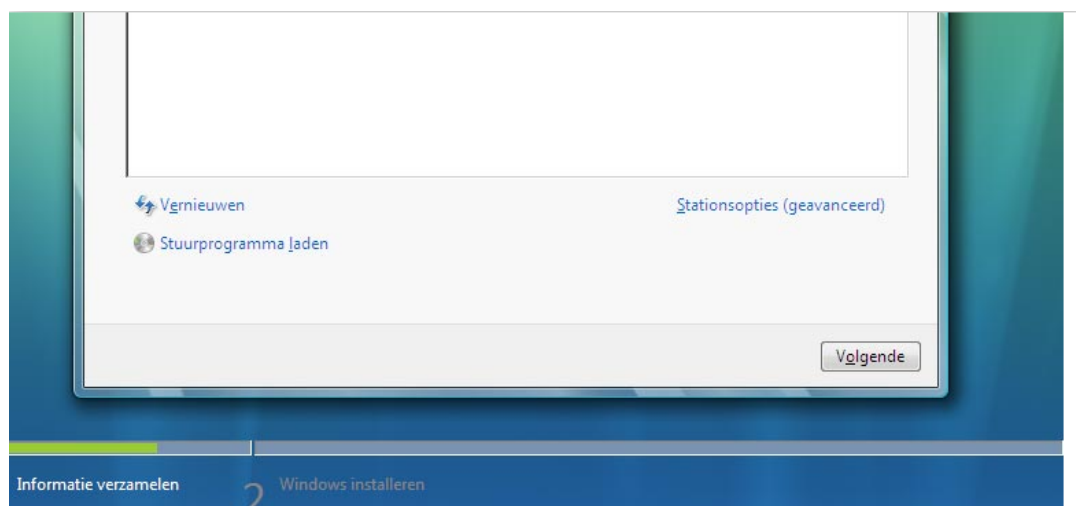 Vernieuwen
Stationsopties (geavanceerd)
Stuurprogramma laden
Volgende
Informatie verzamelen
2 Windows installeren